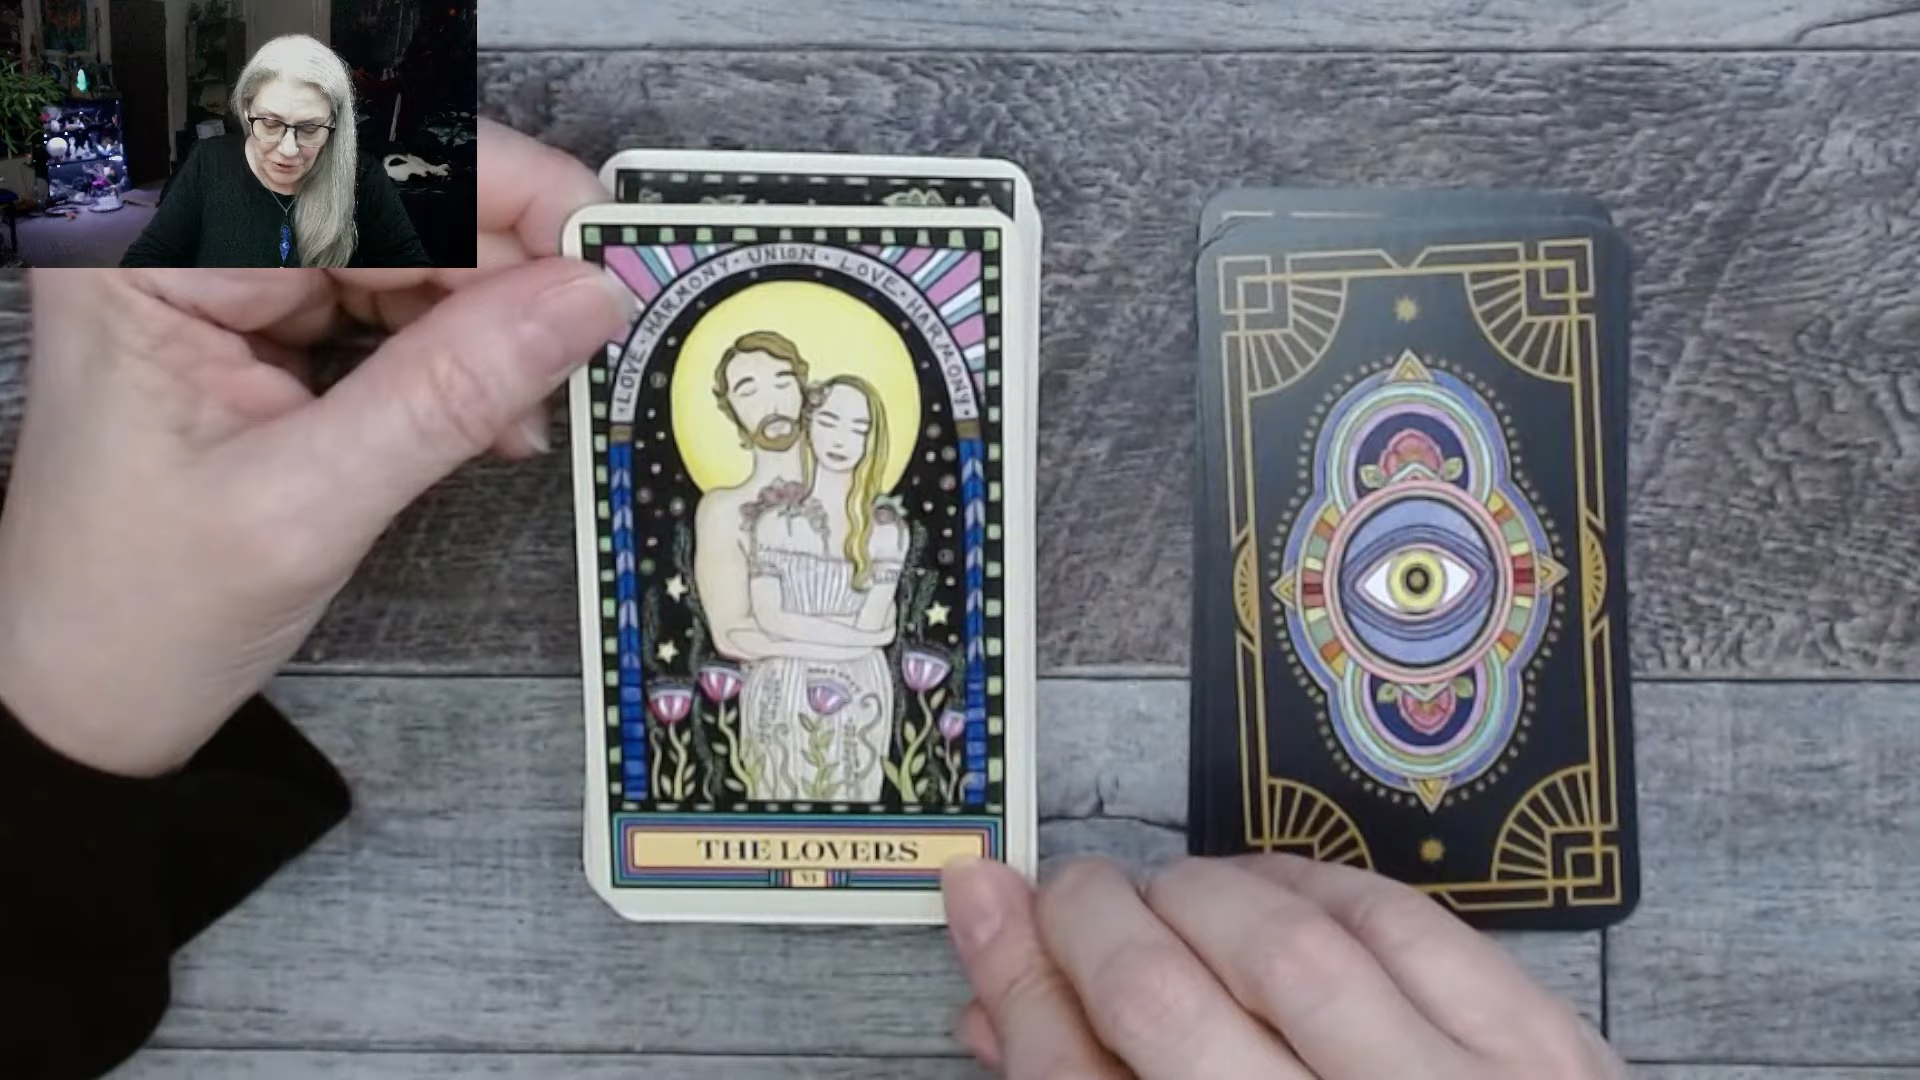 • LOVE • HARMONY • UNION • LOVE • HARMONY •
THE LOVERS
VI